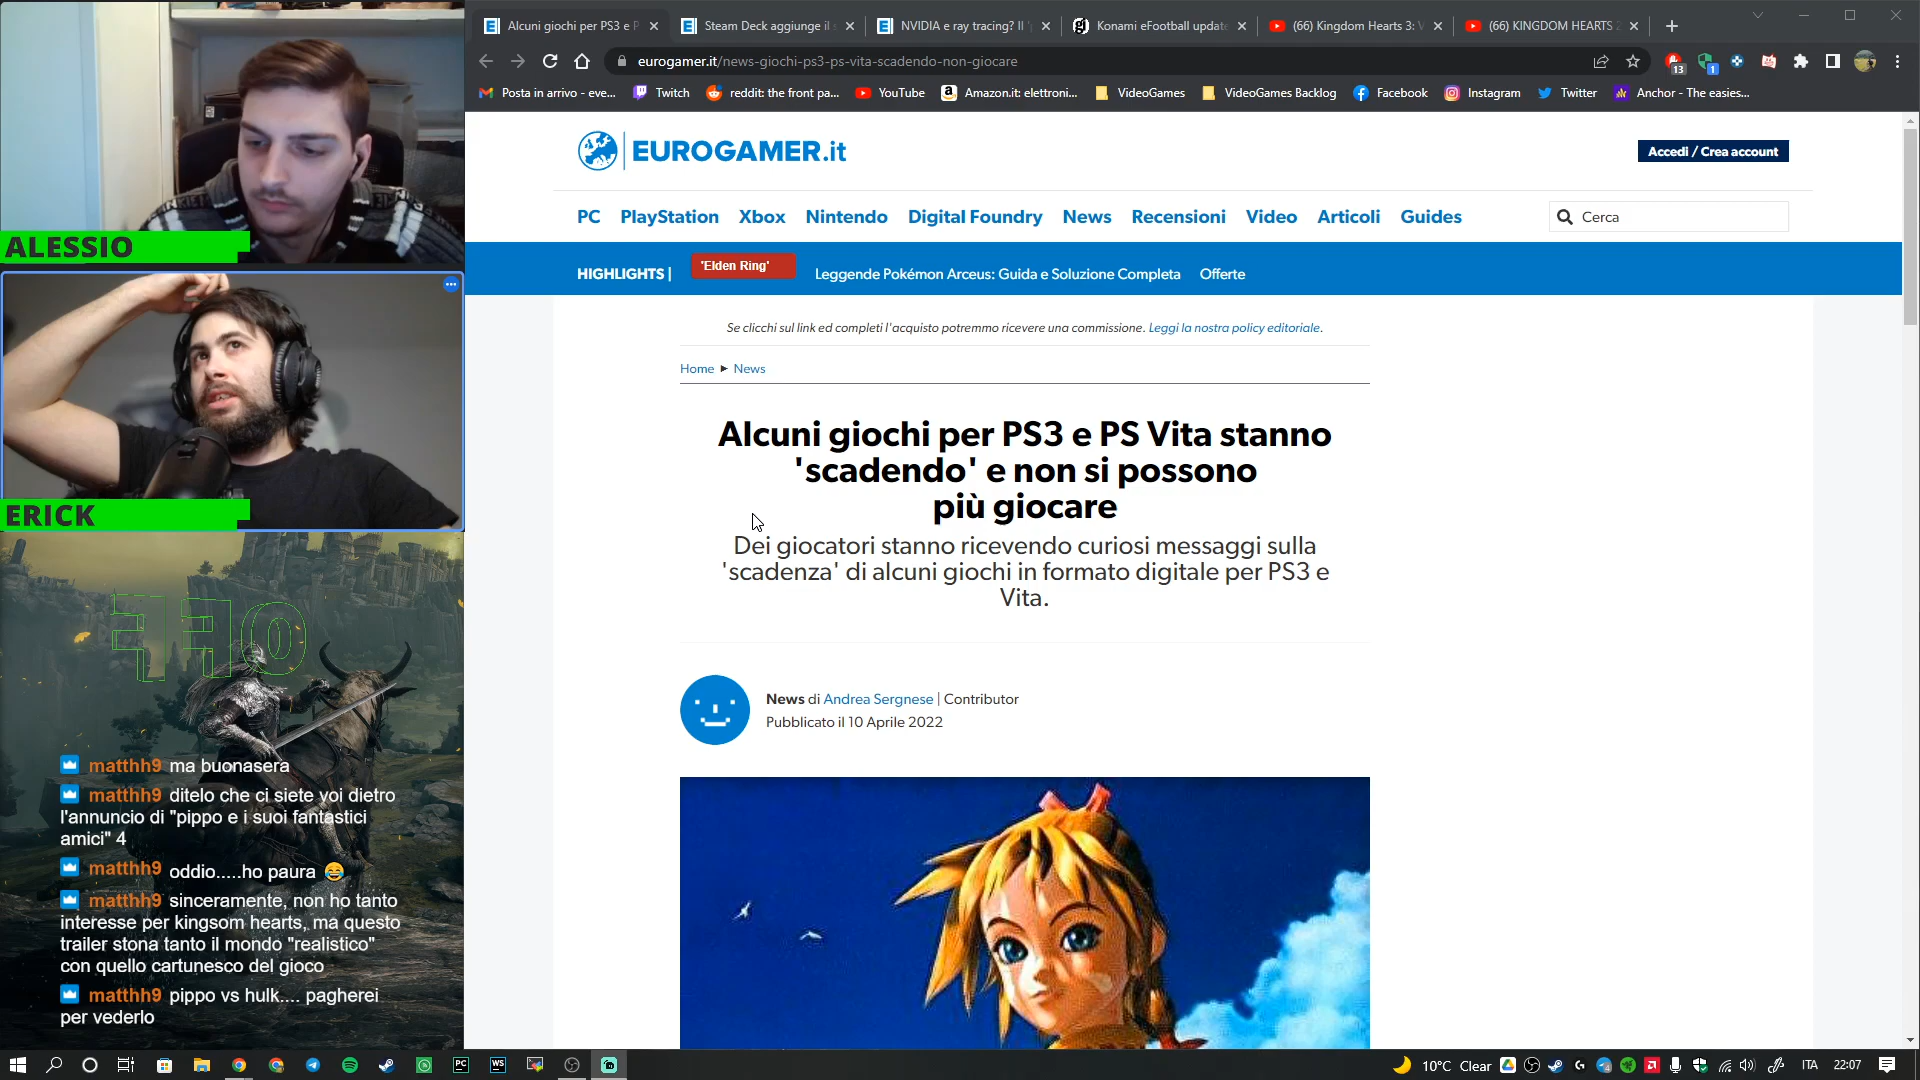 ALESSIO
ERICK
OFF
matthh9 ma buonasera
matthh9 ditelo che ci siete voi dietro
l'annuncio di "pippo e i suoi fantastici
amici" 4
matthh9 oddio.....ho paura 😂
matthh9 sinceramente, non ho tanto
interesse per kingsom hearts, ma questo
trailer stona tanto il mondo "realistico"
con quello cartunesco del gioco
matthh9 pippo vs hulk.... pagherei
per vederlo
Alcuni giochi per PS3 e P
Steam Deck aggiunge il s
NVIDIA e ray tracing? Il '
Konami eFootball update
(66) Kingdom Hearts 3: V
(66) KINGDOM HEARTS 2
eurogamer.it/news-giochi-ps3-ps-vita-scadendo-non-giocare
13
1
Posta in arrivo - eve...
Twitch
reddit: the front pa...
YouTube
Amazon.it: elettroni...
VideoGames
VideoGames Backlog
Facebook
Instagram
Twitter
Anchor - The easies...
EUROGAMER.it
Accedi / Crea account
PC PlayStation Xbox Nintendo Digital Foundry News Recensioni Video Articoli Guides
Cerca
HIGHLIGHTS |
'Elden Ring'
Leggende Pokémon Arceus: Guida e Soluzione Completa
Offerte
Se clicchi sul link ed completi l'acquisto potremmo ricevere una commissione. Leggi la nostra policy editoriale.
Home ▶ News
Alcuni giochi per PS3 e PS Vita stanno
'scadendo' e non si possono
più giocare
Dei giocatori stanno ricevendo curiosi messaggi sulla
'scadenza' di alcuni giochi in formato digitale per PS3 e
Vita.
News di Andrea Sergnese | Contributor
Pubblicato il 10 Aprile 2022
PC
WS
10°C Clear
ITA
22:07